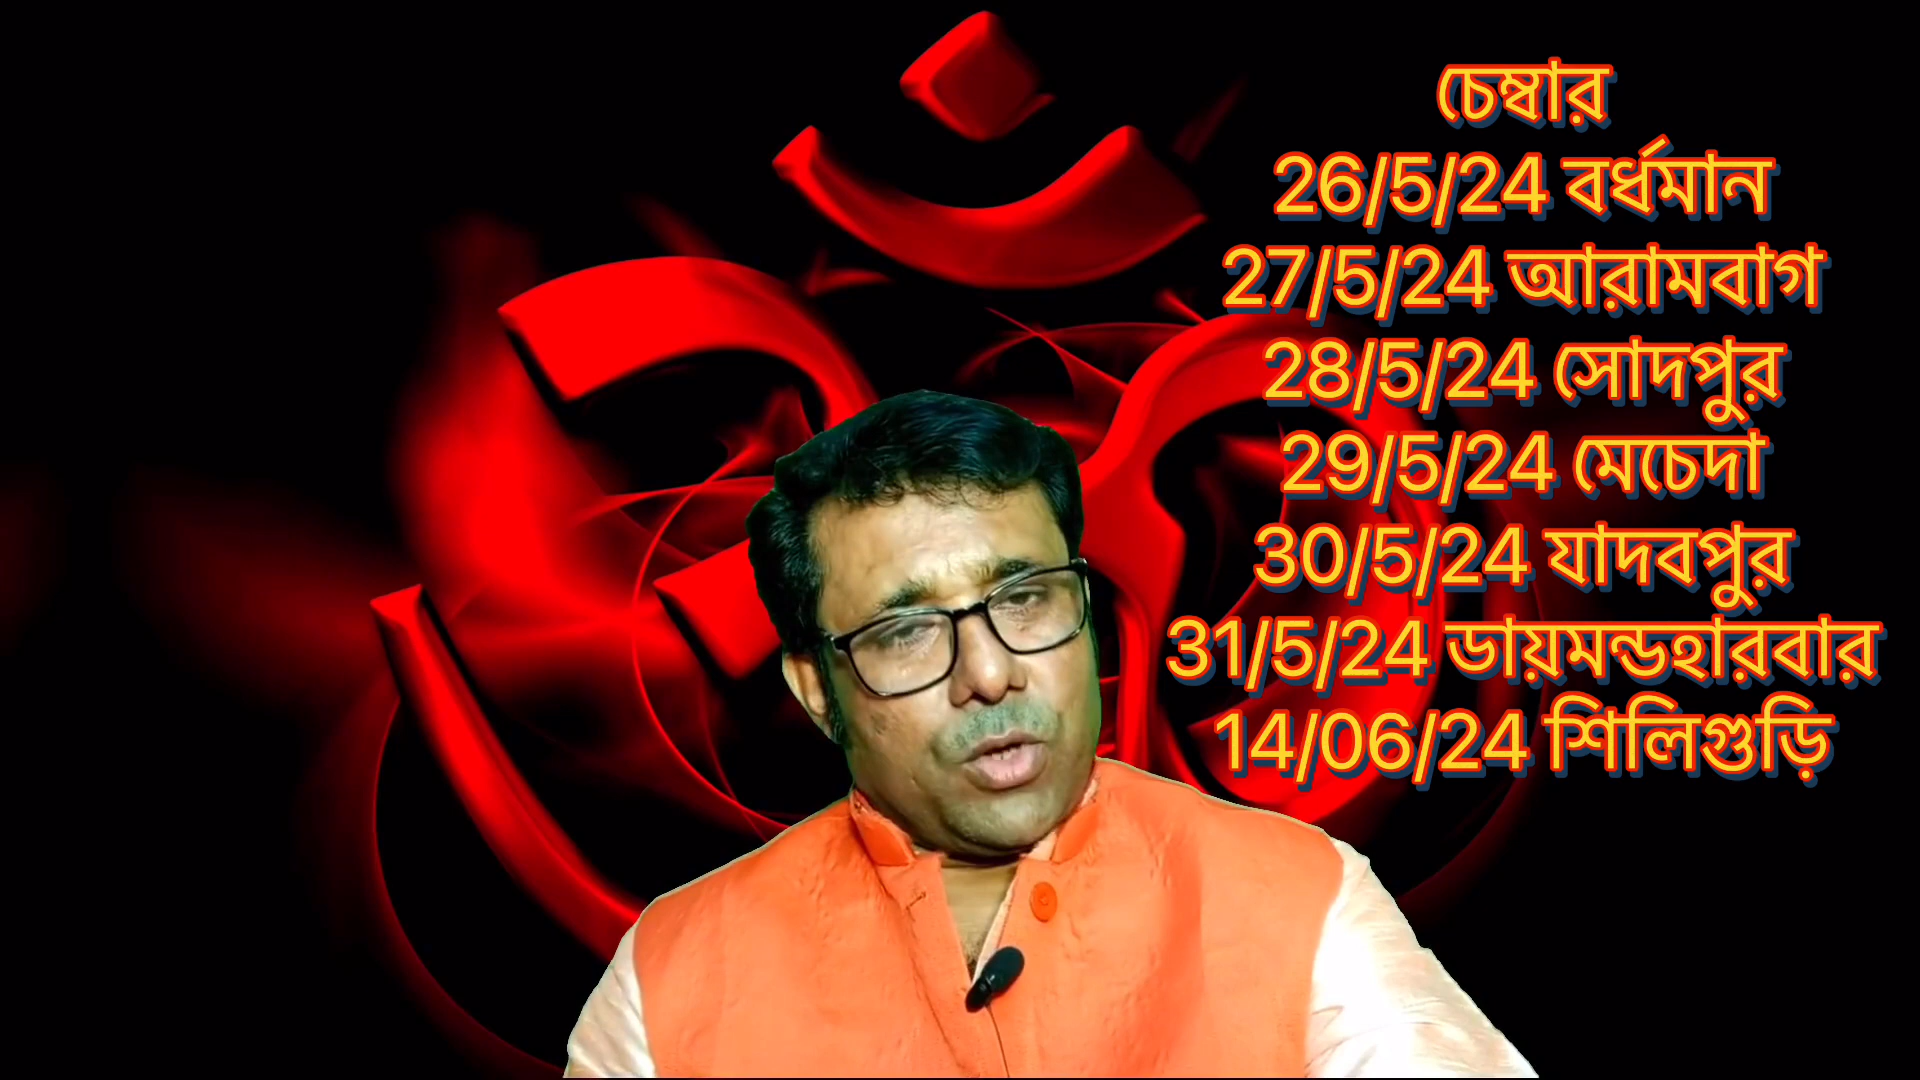 চেম্বার
26/5/24 বর্ধমান
27/5/24 আরামবাগ
28/5/24 সোদপুর
29/5/24 মেচেদা
30/5/24 যাদবপুর
31/5/24 ডায়মন্ডহারবার
14/06/24 শিলিগুড়ি